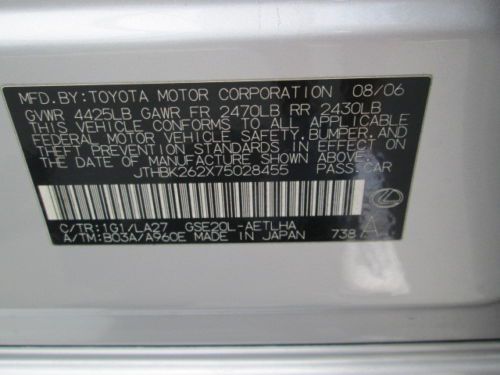 MFD.BY:TOYOTA MOTOR CORPORATION 08/06
GVWR 4425LB GAWR FR 2470LB RR 2430LB
THIS VEHICLE CONFORMS TO ALL APPLICABLE
FEDERAL MOTOR VEHICLE SAFETY, BUMPER, AND
THEFT PREVENTION STANDARDS IN EFFECT ON
THE DATE OF MANUFACTURE SHOWN ABOVE.
JTHBK262X75028455 PASS.CAR
C/TR:1G1/LA27 GSE20L-AETLHA
A/TM:B03A/A960E MADE IN JAPAN 738 A